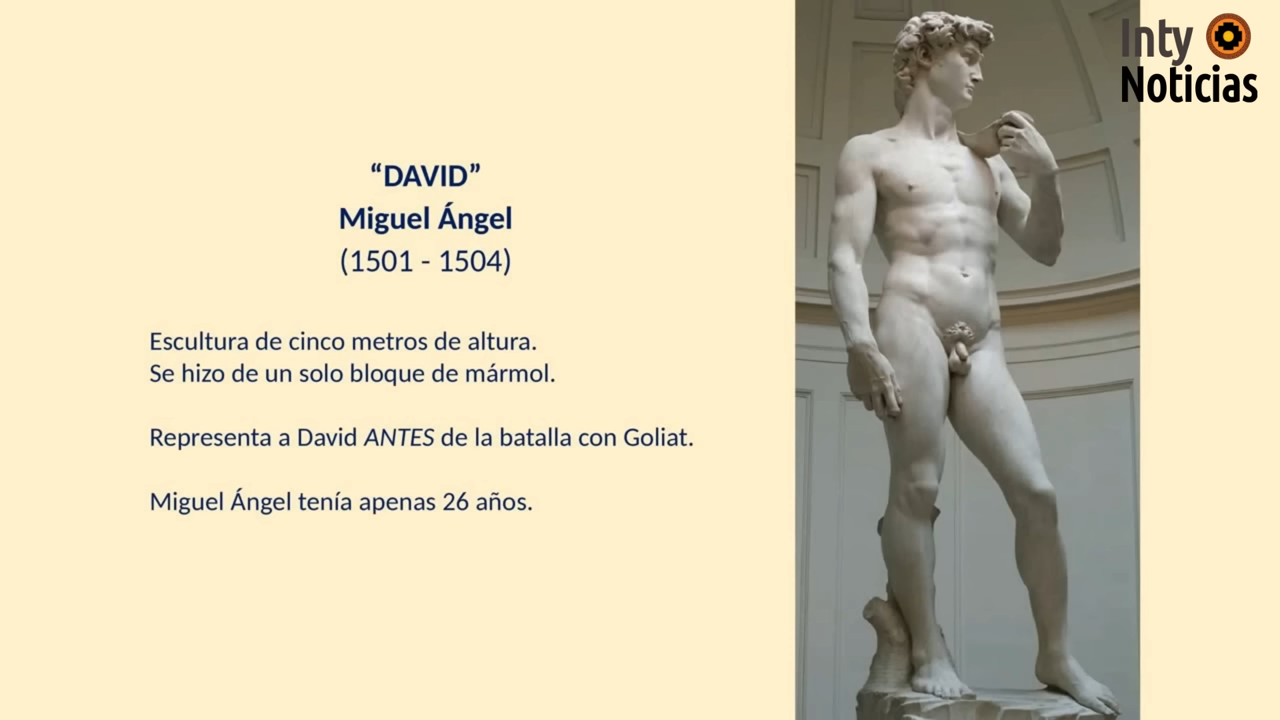 “DAVID”
Miguel Ángel
(1501 - 1504)
Escultura de cinco metros de altura.
Se hizo de un solo bloque de mármol.
Representa a David ANTES de la batalla con Goliat.
Miguel Ángel tenía apenas 26 años.
Inty
Noticias